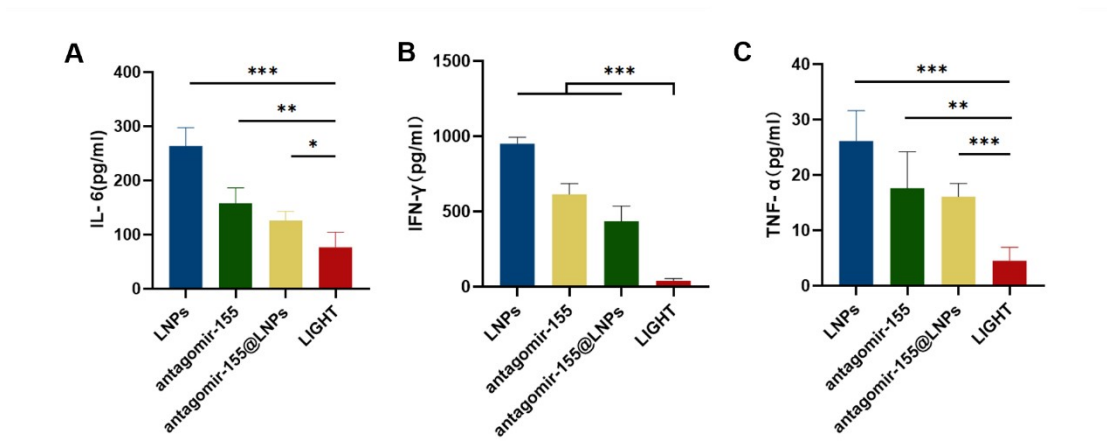 A
IL- 6(pg/ml)
400
300
200
100
0
***
**
*
LNPs
antagomir-155
antagomir-155@LNPs
LIGHT
B
IFN-γ(pg/ml)
1500
1000
500
0
***
LNPs
antagomir-155
antagomir-155@LNPs
LIGHT
C
TNF- α(pg/ml)
40
30
20
10
0
***
**
***
LNPs
antagomir-155
antagomir-155@LNPs
LIGHT